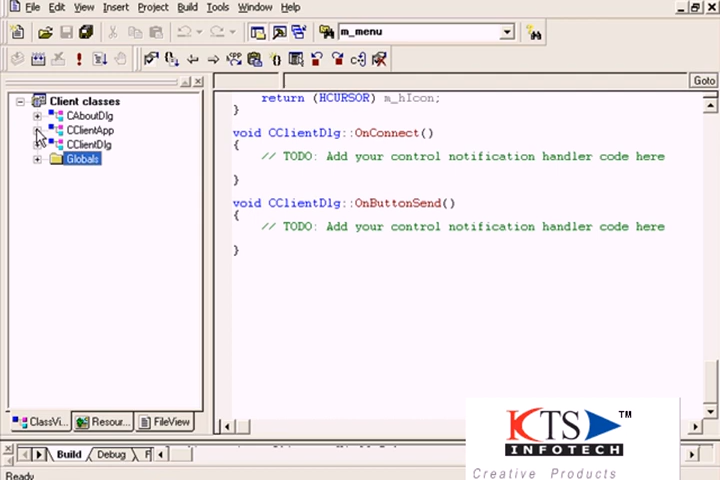 File Edit View Insert Project Build Tools Window Help
m_menu
Goto
Client classes
CAboutDlg
CClientApp
CClientDlg
Globals
return (HCURSOR) m_hIcon;
}
void CClientDlg::OnConnect()
{
// TODO: Add your control notification handler code here
}
void CClientDlg::OnButtonSend()
{
// TODO: Add your control notification handler code here
}
ClassVi... Resour... FileView
Build Debug F
Ready
KTS TM
INFOTECH
Creative Products